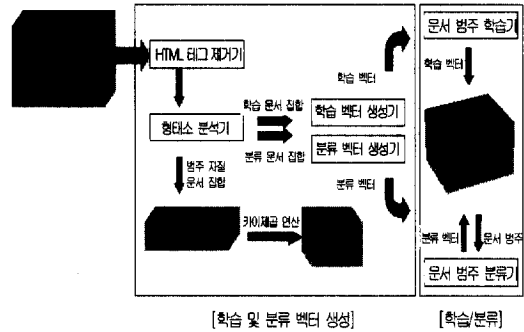 HTML 태그 제거기
형태소 분석기
학습 문서 집합
분류 문서 집합
학습 벡터 생성기
분류 벡터 생성기
학습 벡터
분류 벡터
범주 자질
문서 집합
카이제곱 연산
[학습 및 분류 벡터 생성]
문서 범주 학습기
학습 벡터
분류 벡터
문서 범주
문서 범주 분류기
[학습/분류]